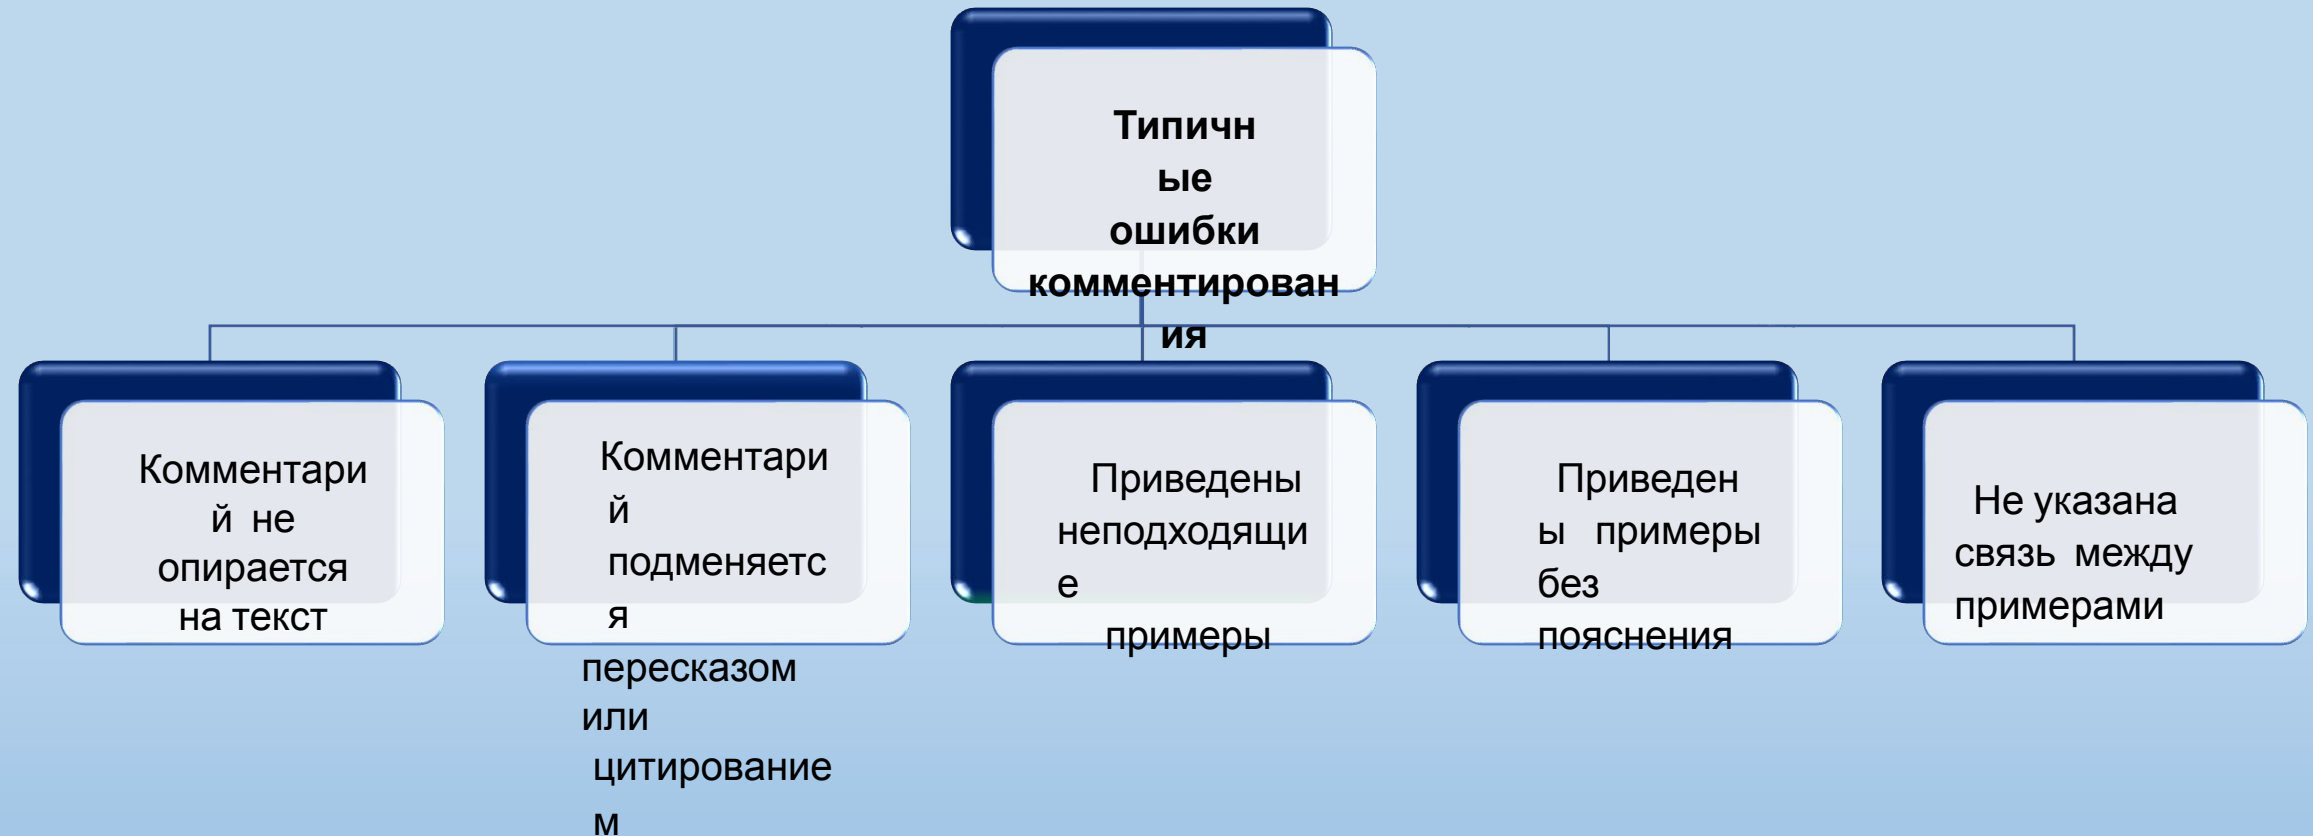 Типичн
ые
ошибки
комментирован
ия
Комментари
й не
опирается
на текст
Комментари
й
подменяетс
я
пересказом
или
цитирование
м
Приведены
неподходящи
е
примеры
Приведен
ы примеры
без
пояснения
Не указана
связь между
примерами